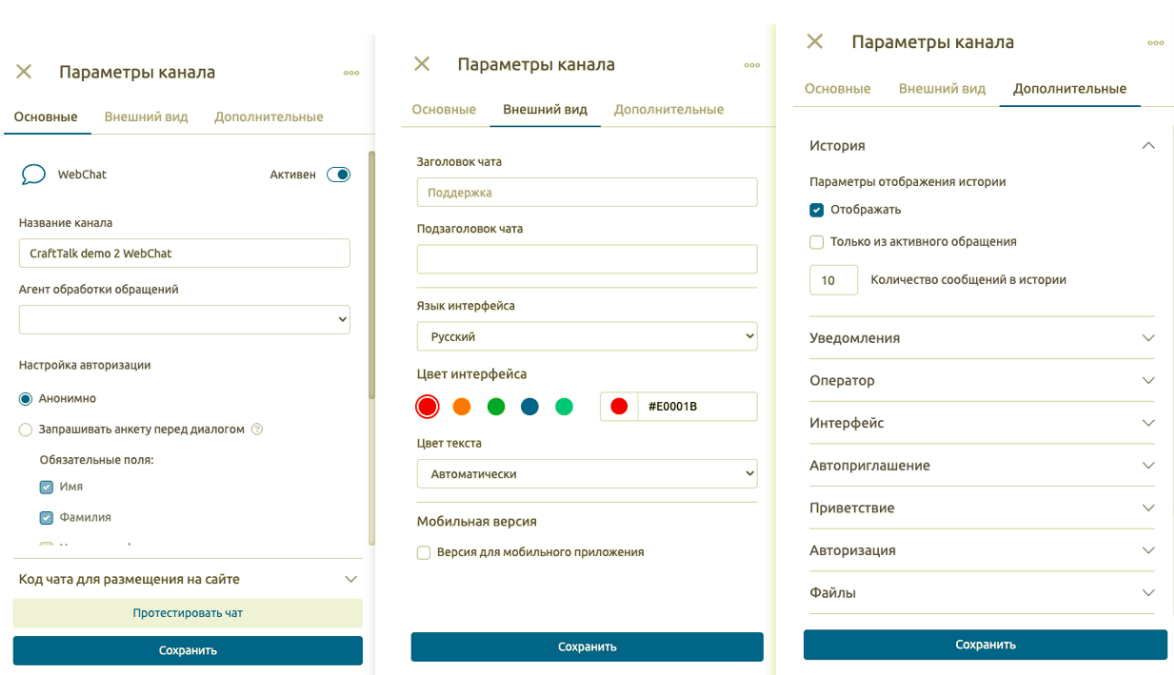 Параметры канала
Основные Внешний вид Дополнительные
WebChat Активен
Название канала
CraftTalk demo 2 WebChat
Агент обработки обращений
Настройка авторизации
Анонимно
Запрашивать анкету перед диалогом ?
Обязательные поля:
Имя
Фамилия
Код чата для размещения на сайте
Протестировать чат
Сохранить
Параметры канала
Основные Внешний вид Дополнительные
Заголовок чата
Поддержка
Подзаголовок чата
Язык интерфейса
Русский
Цвет интерфейса
#E0001B
Цвет текста
Автоматически
Мобильная версия
Версия для мобильного приложения
Сохранить
Параметры канала
Основные Внешний вид Дополнительные
История
Параметры отображения истории
Отображать
Только из активного обращения
10 Количество сообщений в истории
Уведомления
Оператор
Интерфейс
Автоприглашение
Приветствие
Авторизация
Файлы
Сохранить